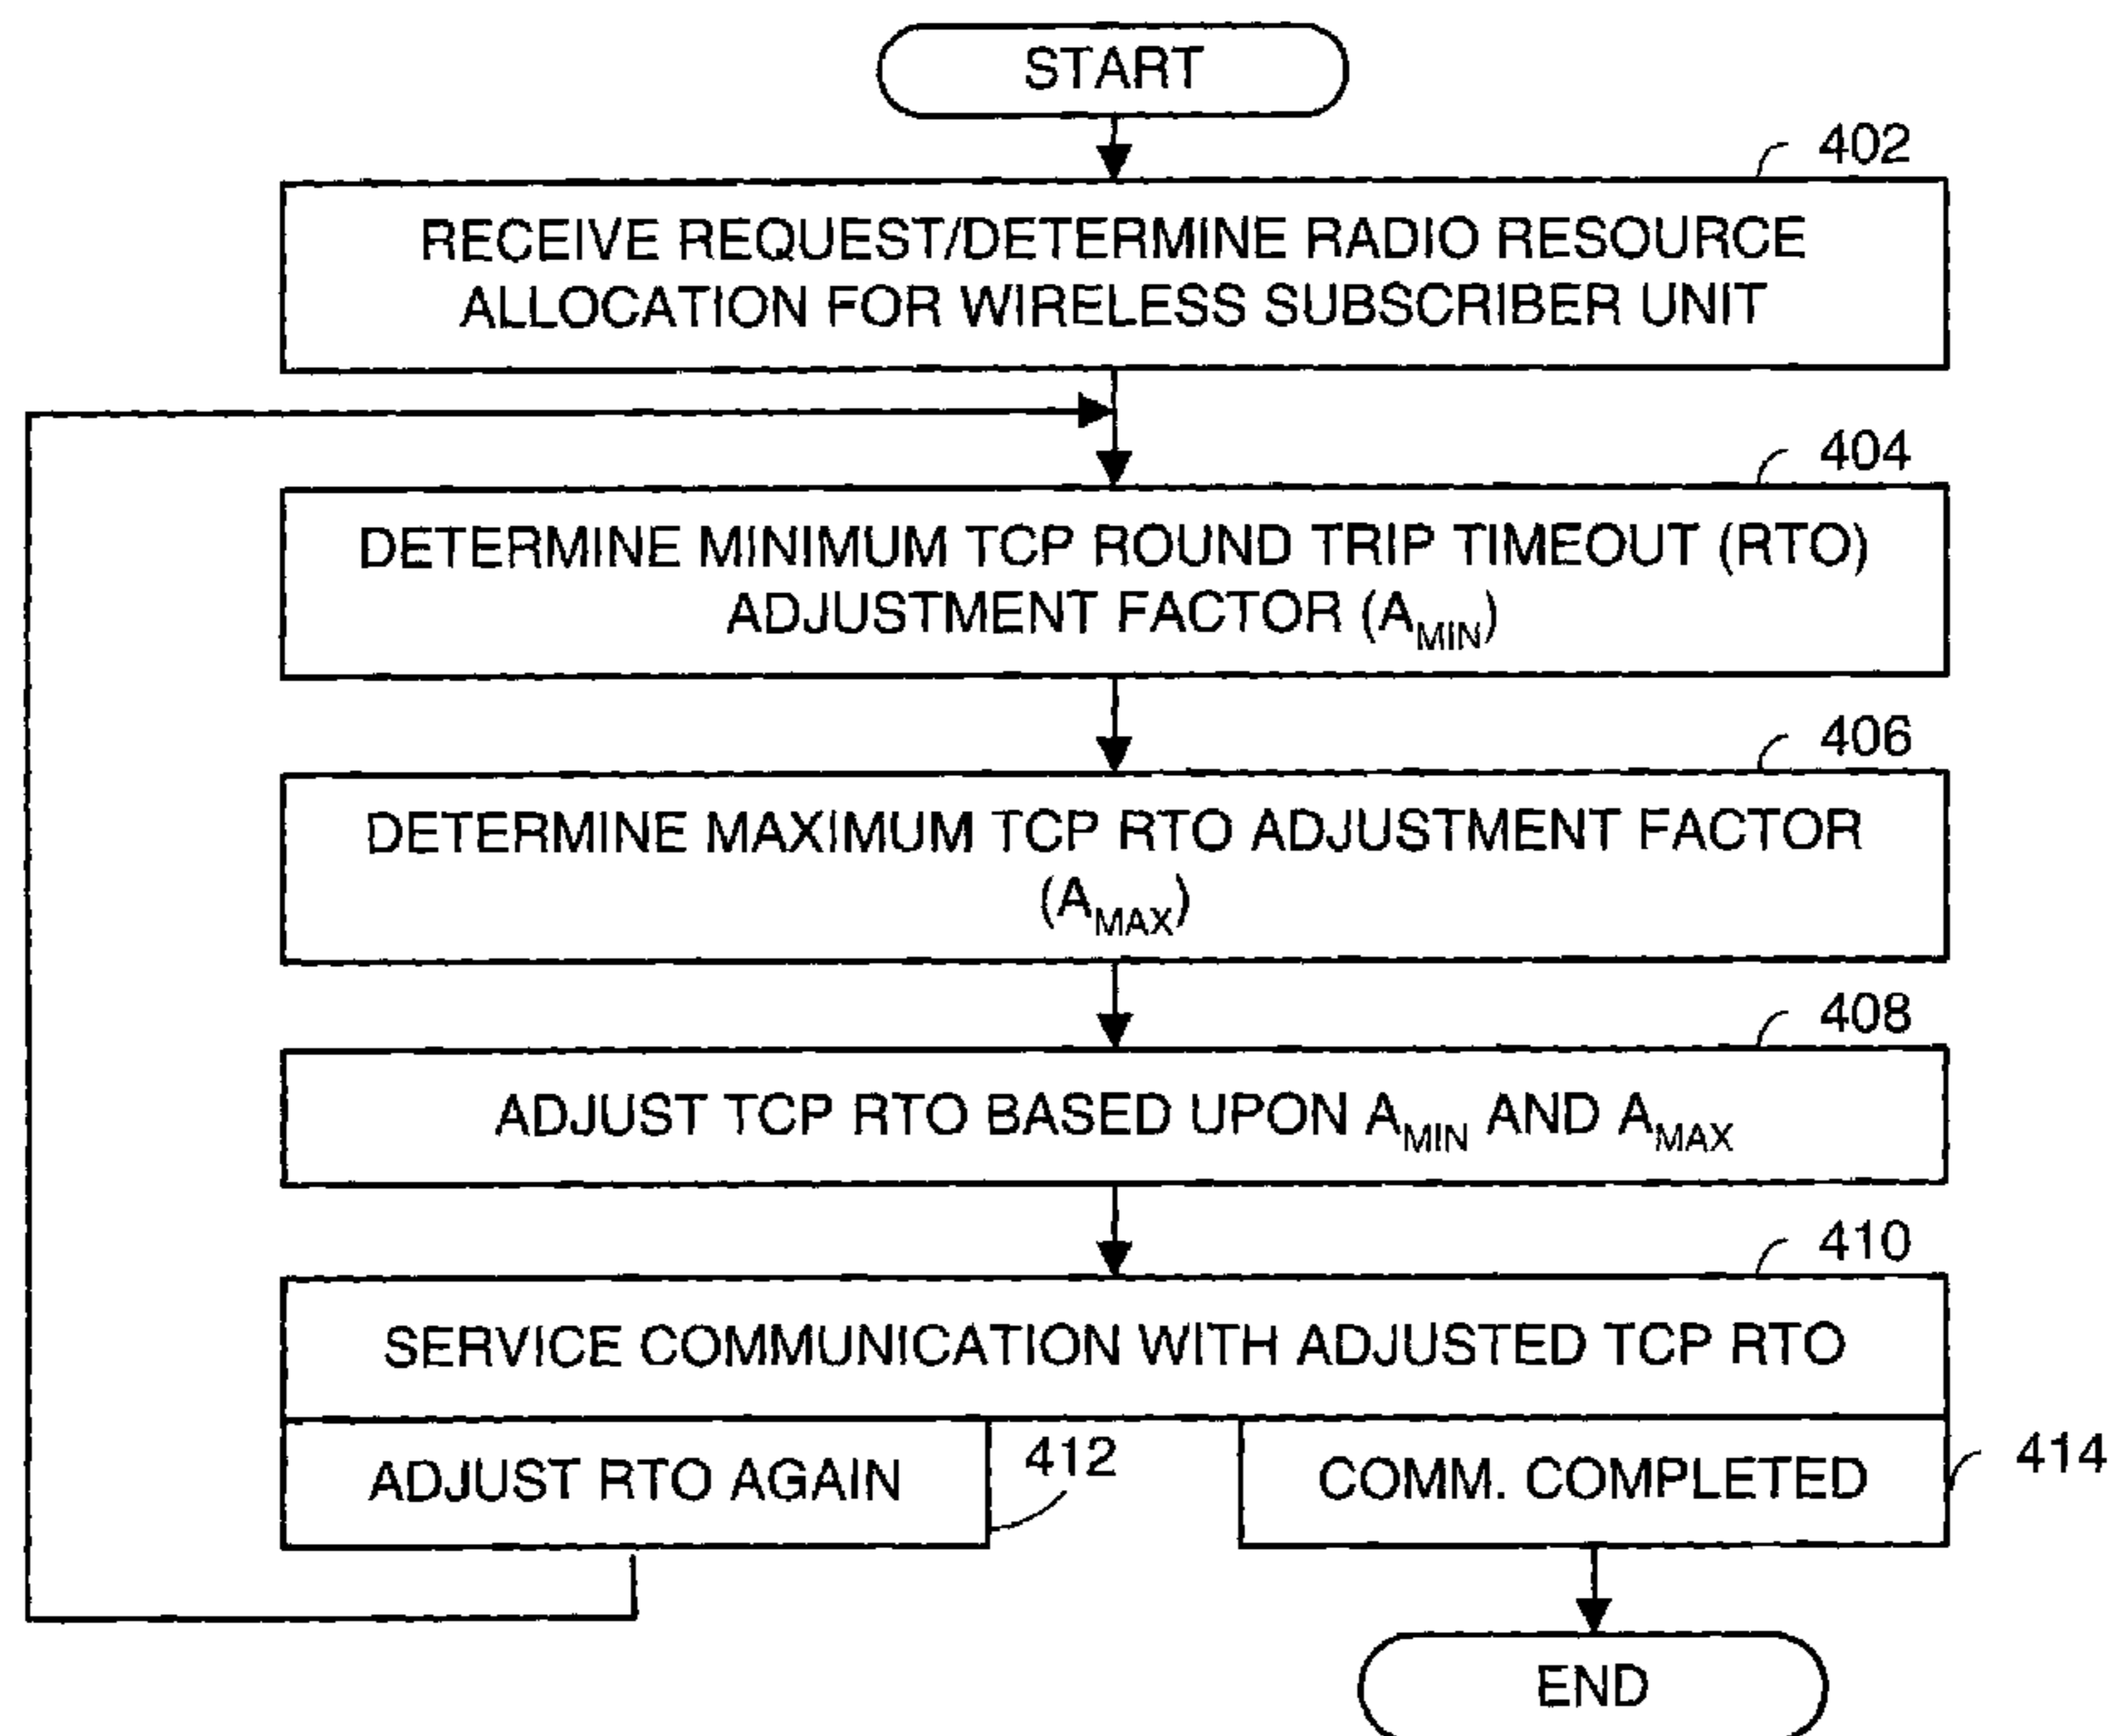 START
402
RECEIVE REQUEST/DETERMINE RADIO RESOURCE
ALLOCATION FOR WIRELESS SUBSCRIBER UNIT
404
DETERMINE MINIMUM TCP ROUND TRIP TIMEOUT (RTO)
ADJUSTMENT FACTOR (AMIN)
406
DETERMINE MAXIMUM TCP RTO ADJUSTMENT FACTOR
(AMAX)
408
ADJUST TCP RTO BASED UPON AMIN AND AMAX
410
SERVICE COMMUNICATION WITH ADJUSTED TCP RTO
ADJUST RTO AGAIN
412
COMM. COMPLETED
414
END